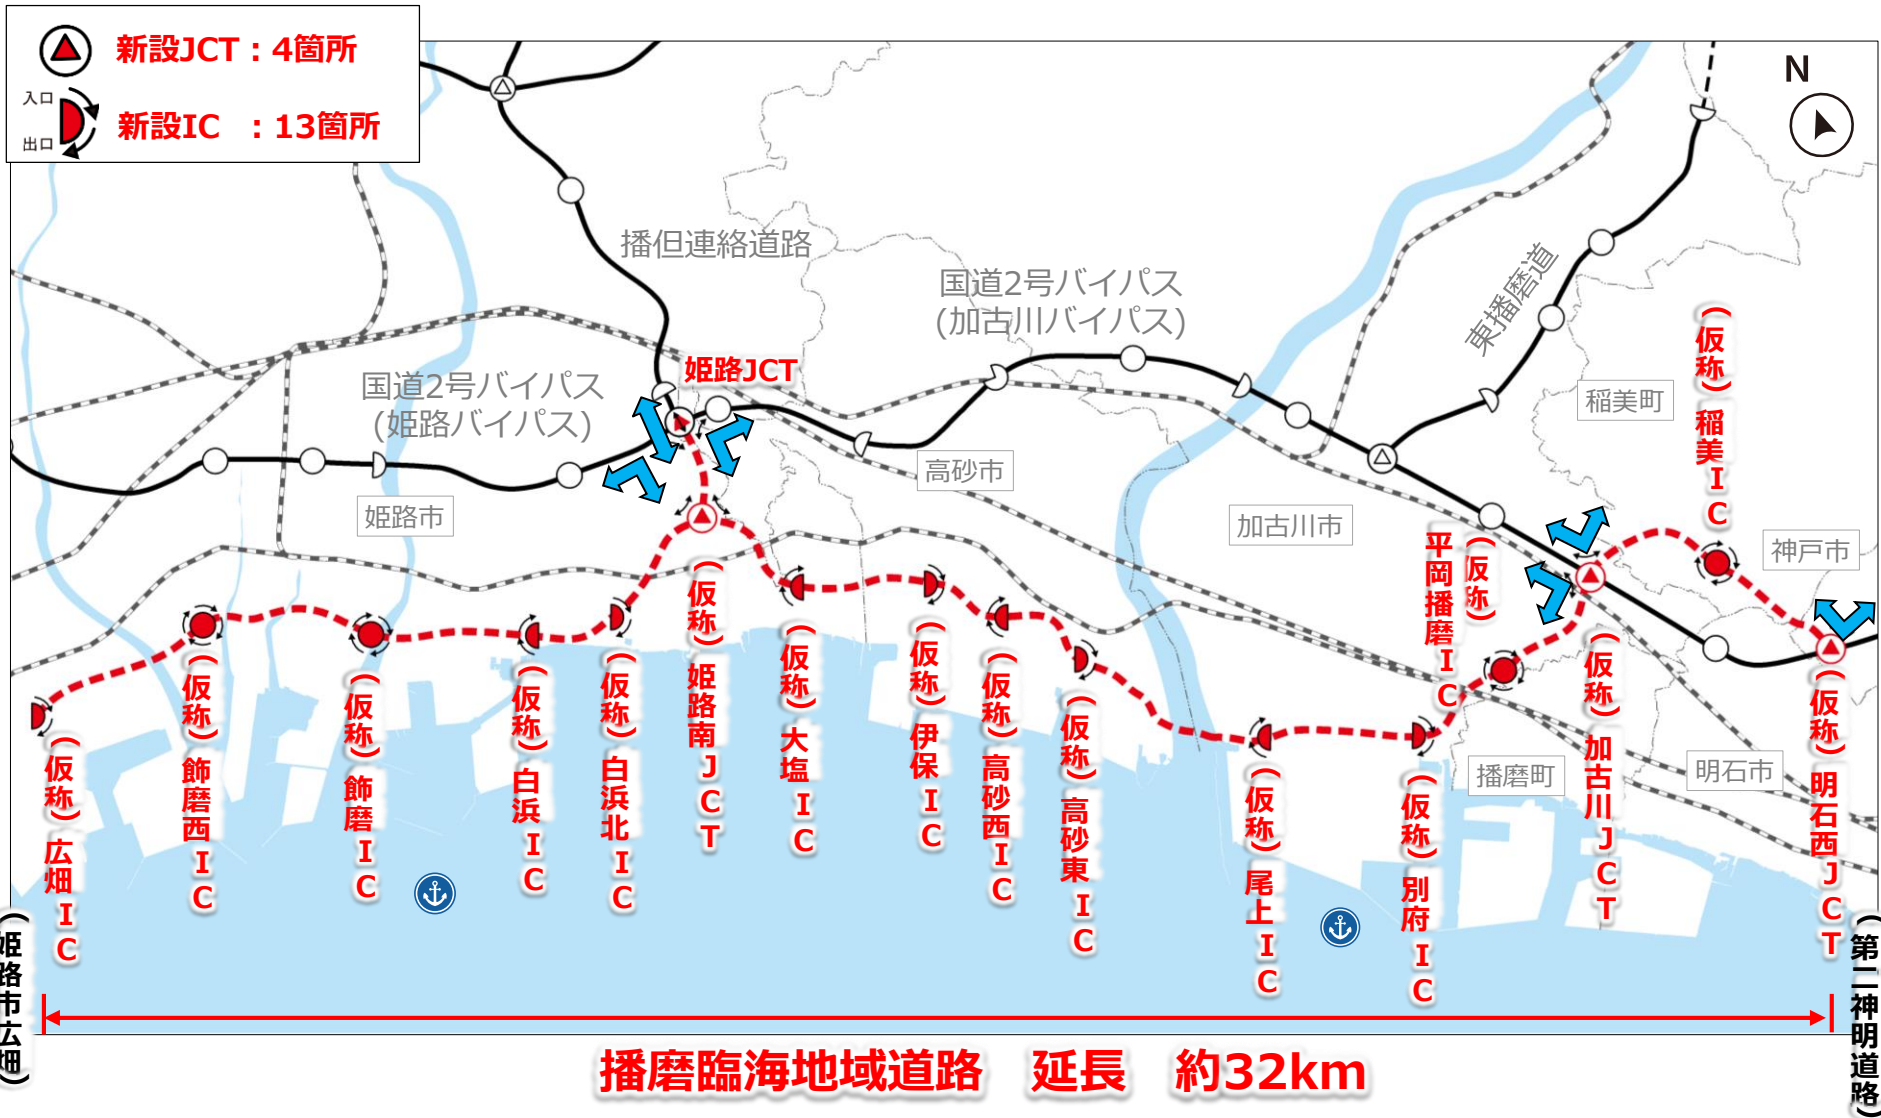 新設JCT：4箇所
入口
出口
新設IC ：13箇所
N
播但連絡道路
国道2号バイパス
(加古川バイパス)
東播磨道
国道2号バイパス
(姫路バイパス)
姫路JCT
稲美町
高砂市
姫路市
加古川市
神戸市
播磨町
明石市
(仮称)広畑IC
(仮称)飾磨西IC
(仮称)飾磨IC
(仮称)白浜IC
(仮称)白浜北IC
(仮称)姫路南JCT
(仮称)大塩IC
(仮称)伊保IC
(仮称)高砂西IC
(仮称)高砂東IC
(仮称)尾上IC
(仮称)別府IC
(仮称)
平岡播磨IC
(仮称)加古川JCT
(仮称)稲美IC
(仮称)明石西JCT
(姫路市広畑)
(第二神明道路)
播磨臨海地域道路　延長　約32km